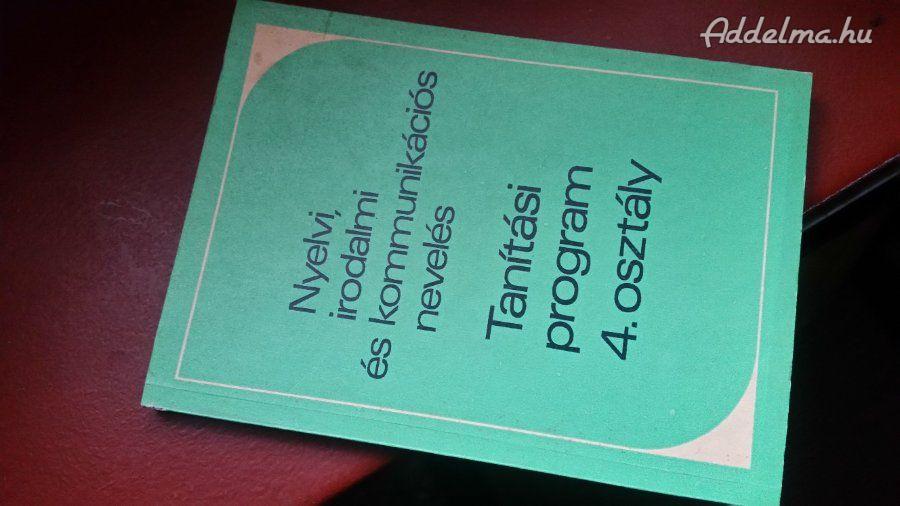 Addelma.hu
Nyelvi,
irodalmi
és kommunikációs
nevelés
Tanítási
program
4. osztály